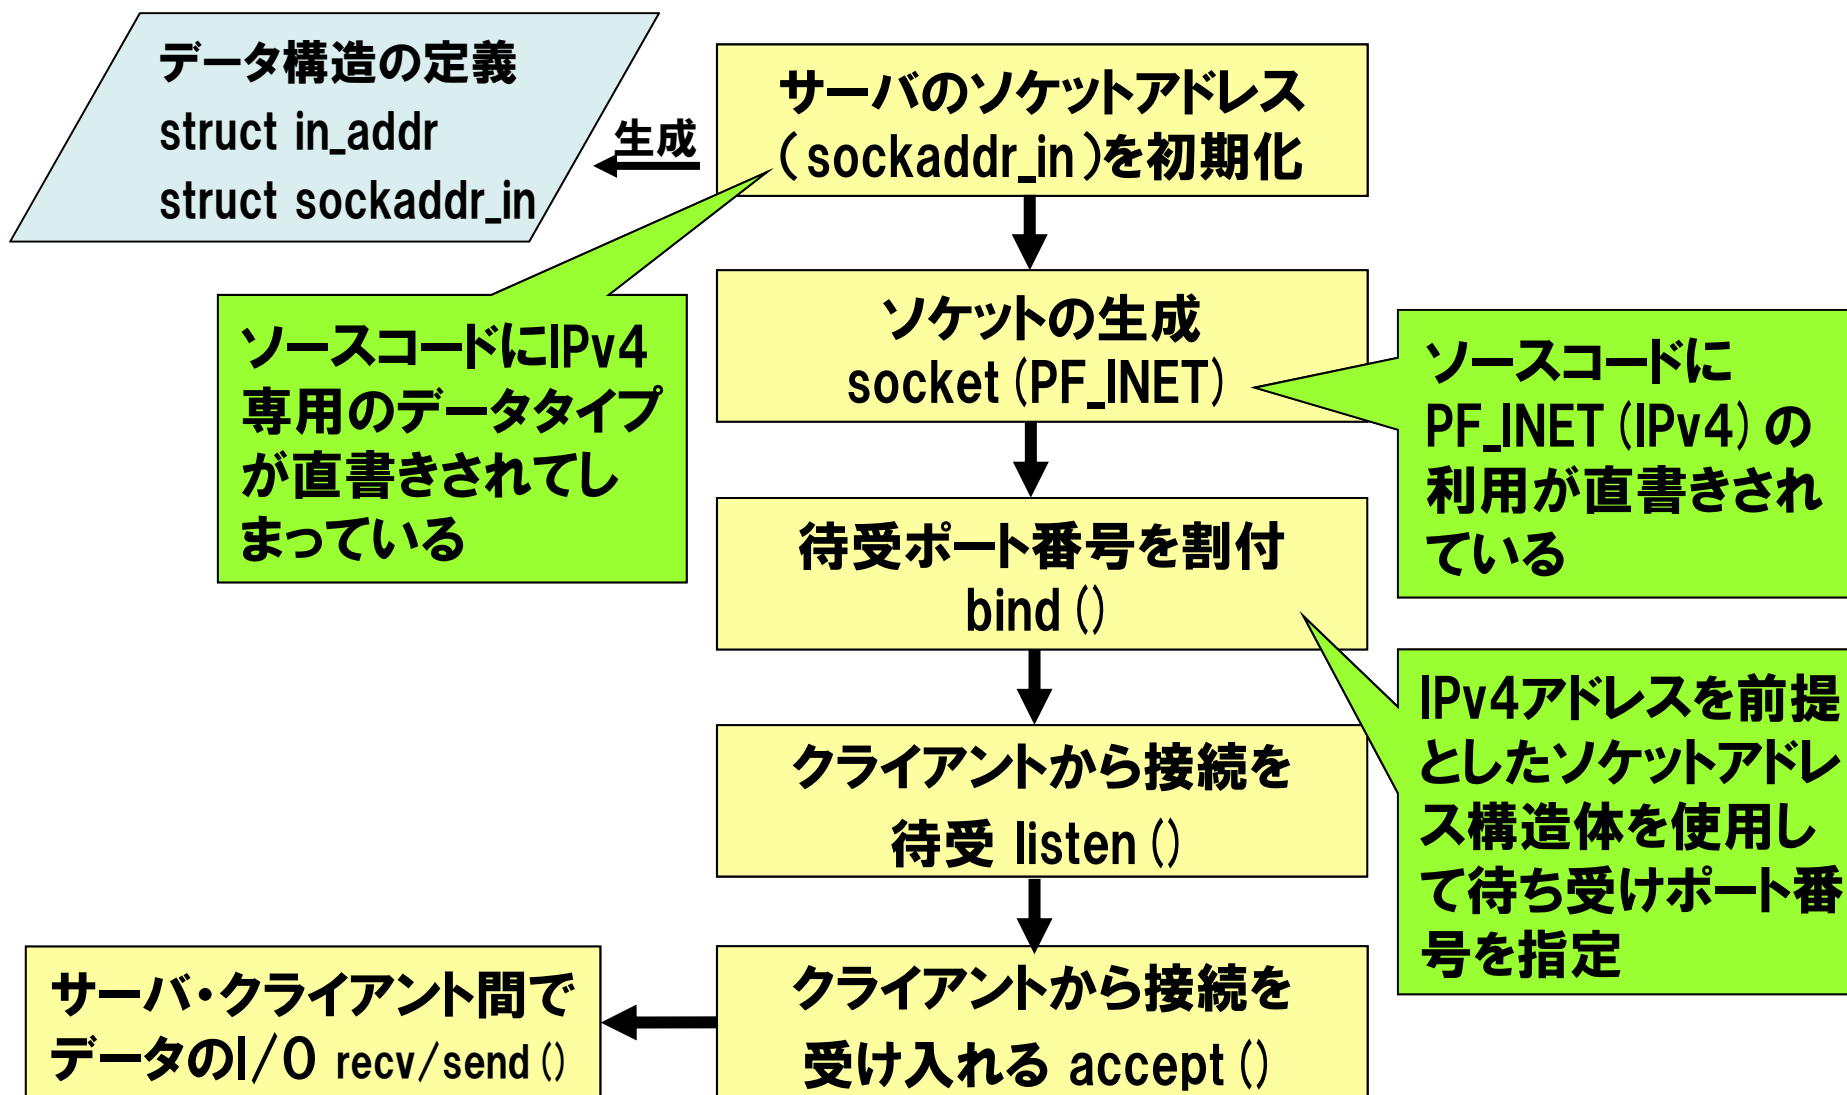 データ構造の定義
struct in_addr
struct sockaddr_in
生成
サーバのソケットアドレス
(sockaddr_in)を初期化
ソースコードにIPv4
専用のデータタイプ
が直書きされてし
まっている
ソケットの生成
socket(PF_INET)
ソースコードに
PF_INET(IPv4)の
利用が直書きされ
ている
待受ポート番号を割付
bind()
IPv4アドレスを前提
としたソケットアドレ
ス構造体を使用し
て待ち受けポート番
号を指定
クライアントから接続を
待受 listen()
クライアントから接続を
受け入れる accept()
サーバ・クライアント間で
データのI/O recv/send()